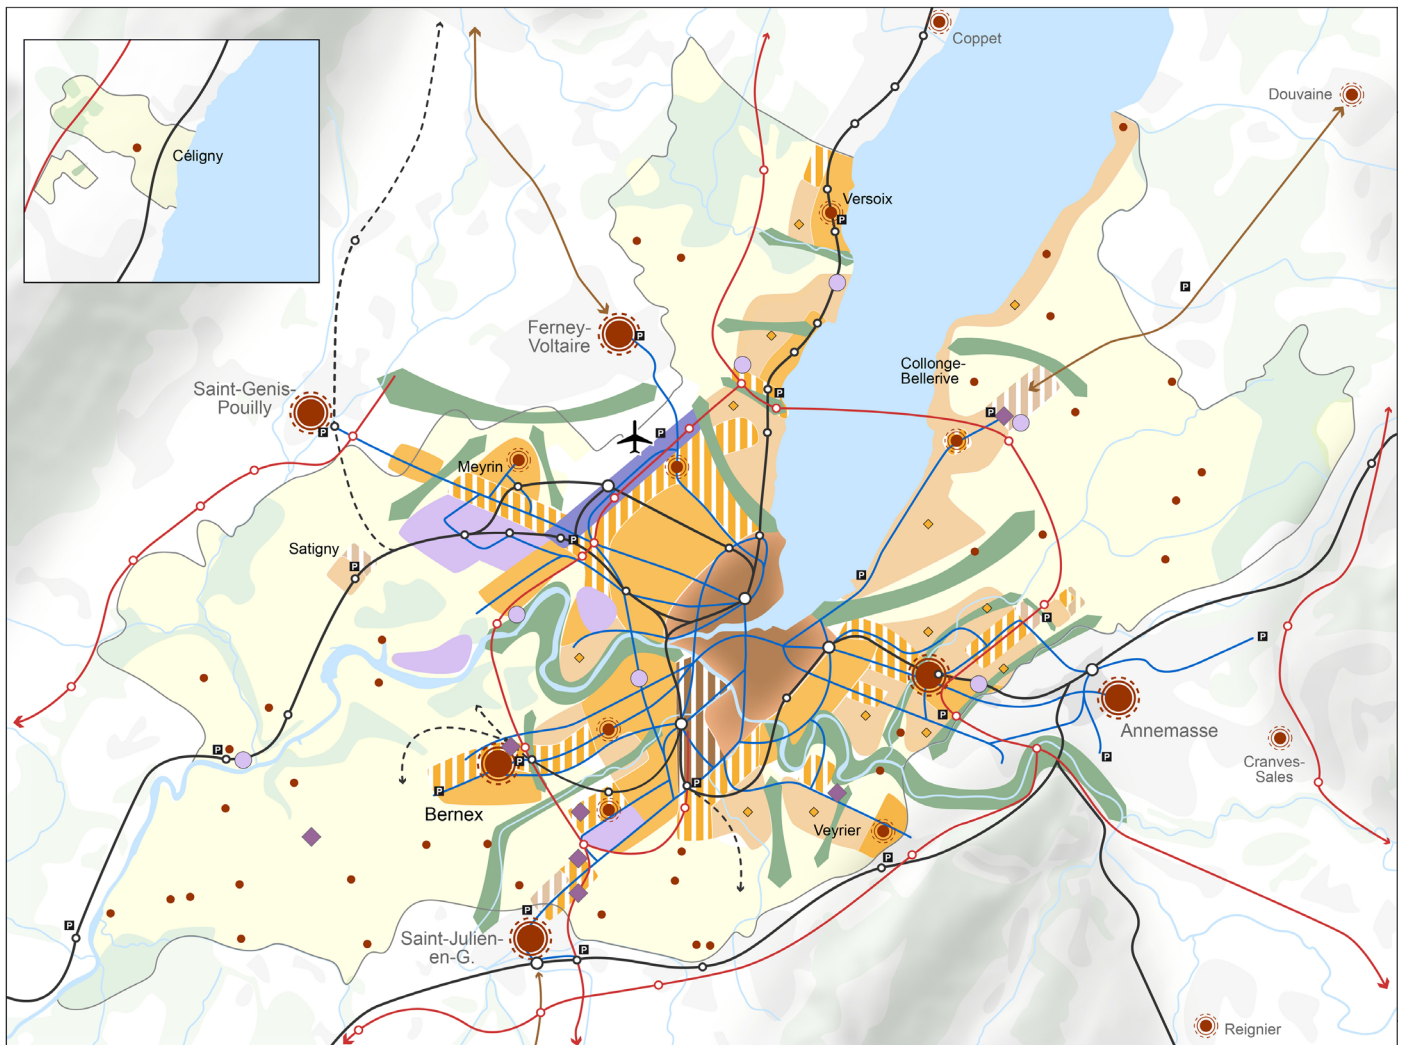 Coppet
Douvaine
Céligny
Versoix
P
P
Ferney-
Voltaire
P
Collonge-
Bellerive
Saint-Genis-
Pouilly
P
P
P
P
Meyrin
P
Satigny
P
P
P
P
P
P
Annemasse
P
P
P
Cranves-
Sales
P
P
P
Bernex
Veyrier
P
P
Saint-Julien-
en-G.
P
P
Reignier